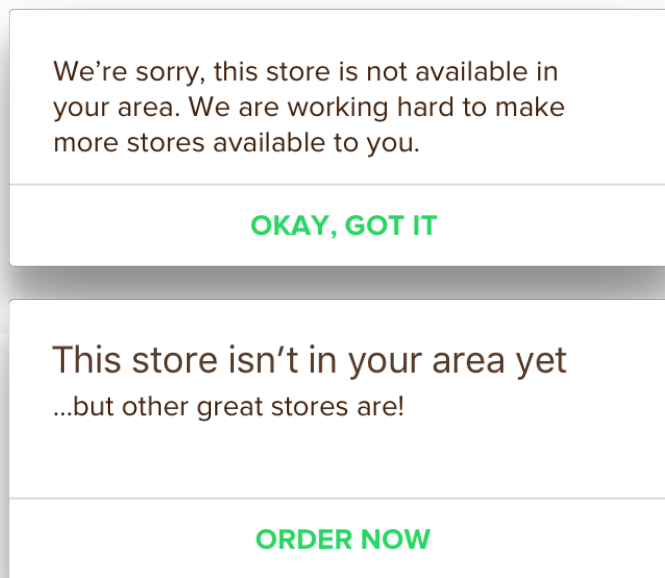 We’re sorry, this store is not available in
your area. We are working hard to make
more stores available to you.
OKAY, GOT IT
This store isn’t in your area yet
...but other great stores are!
ORDER NOW